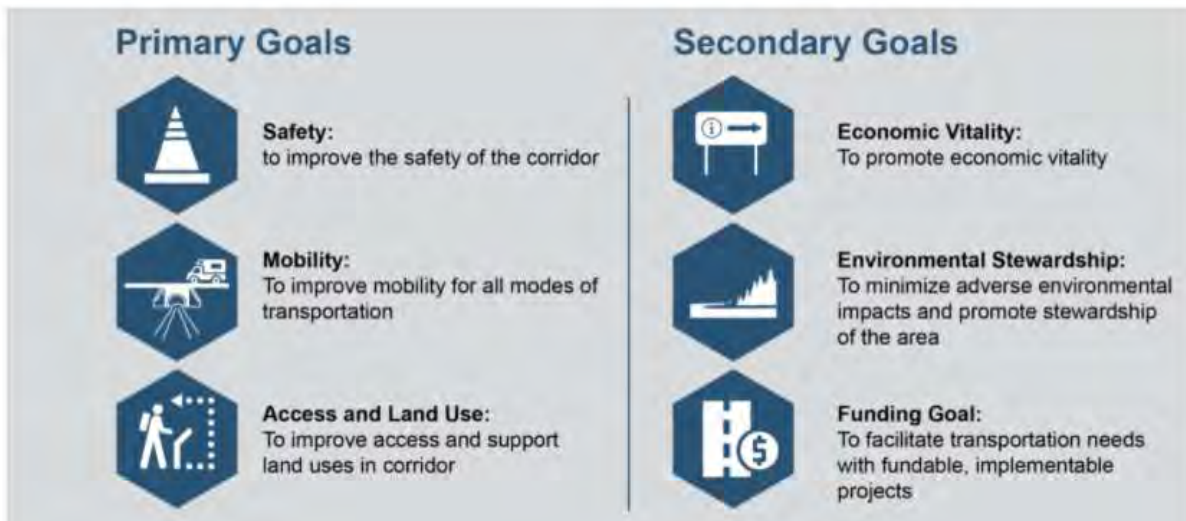 Primary Goals
Safety:
to improve the safety of the corridor
Mobility:
To improve mobility for all modes of
transportation
Access and Land Use:
To improve access and support
land uses in corridor
Secondary Goals
Economic Vitality:
To promote economic vitality
Environmental Stewardship:
To minimize adverse environmental
impacts and promote stewardship
of the area
Funding Goal:
To facilitate transportation needs
with fundable, implementable
projects